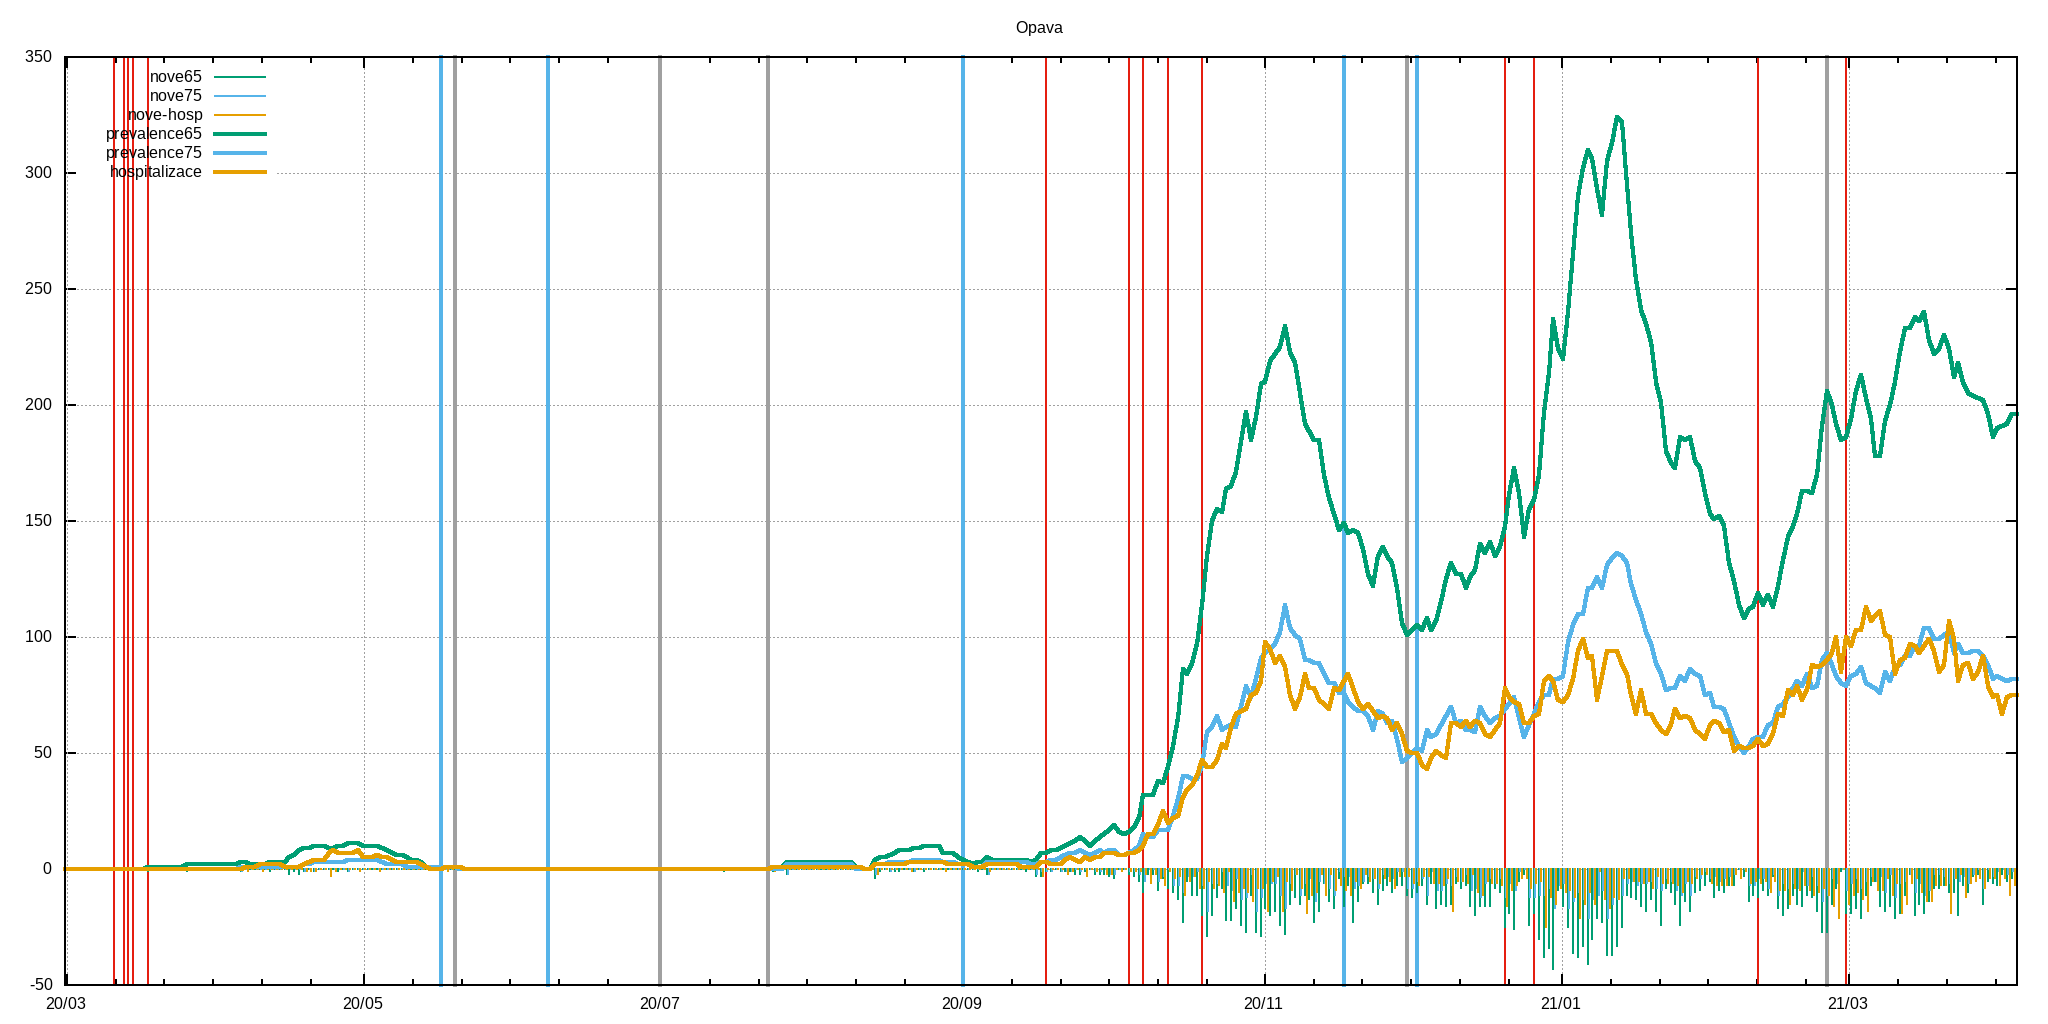 Opava
350
300
250
200
150
100
50
0
-50
nove65
nove75
nove-hosp
prevalence65
prevalence75
hospitalizace
20/03 20/05 20/07 20/09 20/11 21/01 21/03